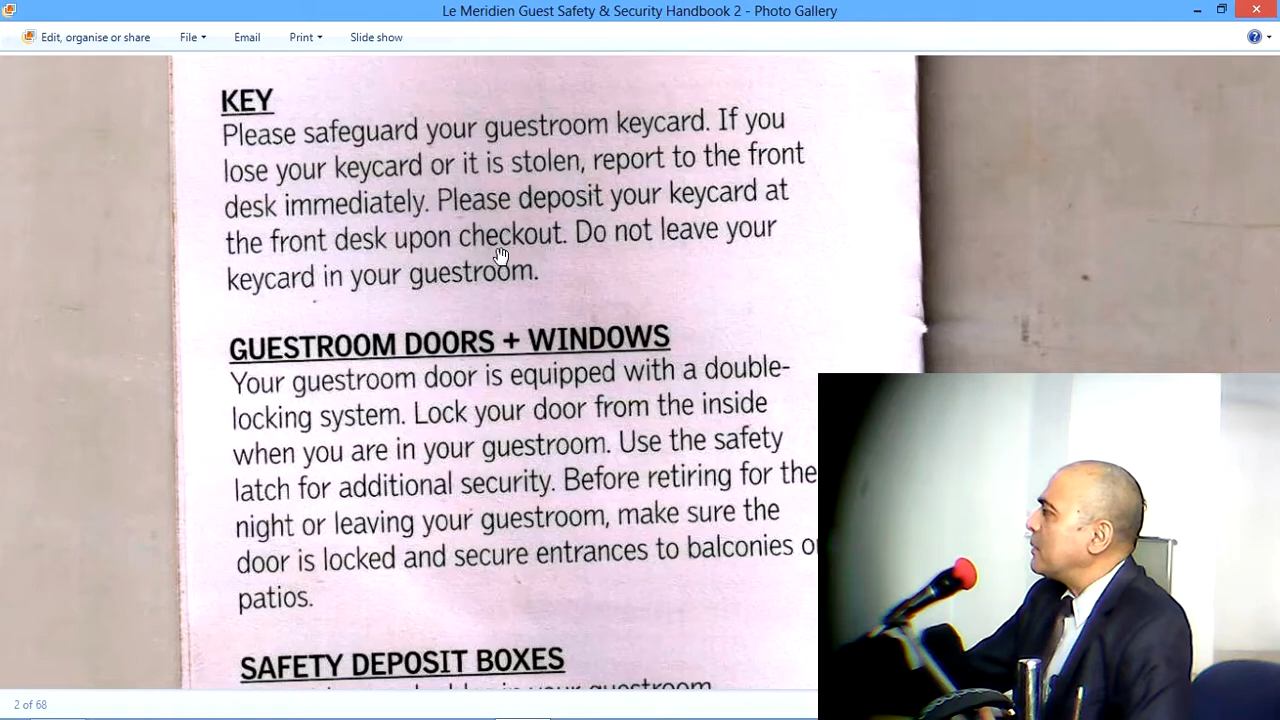 Le Meridien Guest Safety & Security Handbook 2 - Photo Gallery
Edit, organise or share File Email Print Slide show
KEY
Please safeguard your guestroom keycard. If you
lose your keycard or it is stolen, report to the front
desk immediately. Please deposit your keycard at
the front desk upon checkout. Do not leave your
keycard in your guestroom.
GUESTROOM DOORS + WINDOWS
Your guestroom door is equipped with a double-
locking system. Lock your door from the inside
when you are in your guestroom. Use the safety
latch for additional security. Before retiring for the
night or leaving your guestroom, make sure the
door is locked and secure entrances to balconies
patios.
SAFETY DEPOSIT BOXES
guestroom
2 of 68